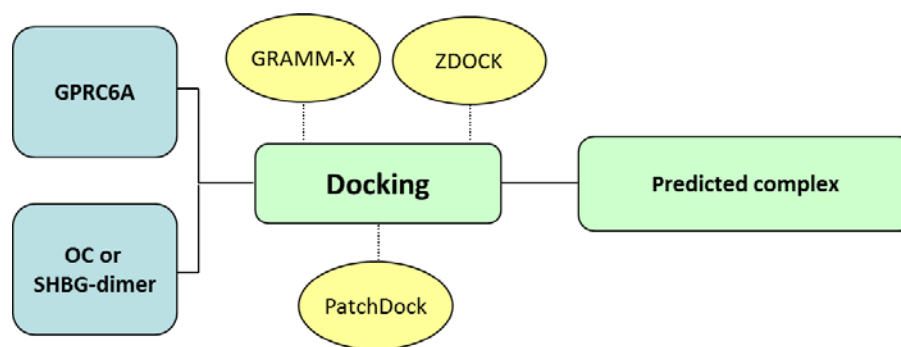 GPRC6A
OC or
SHBG-dimer
GRAMM-X
ZDOCK
Docking
PatchDock
Predicted complex